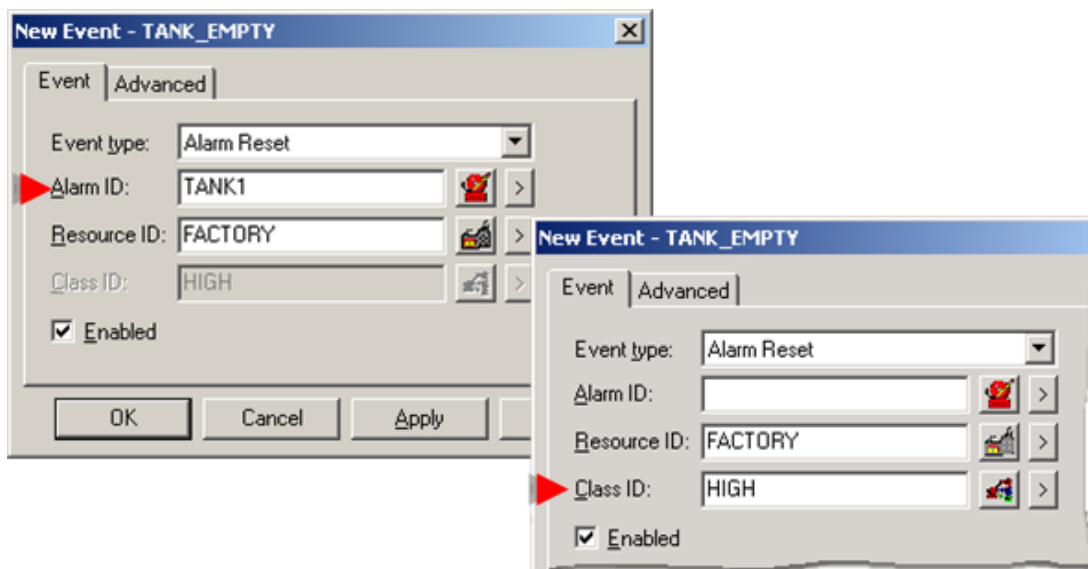 New Event - TANK_EMPTY
Event Advanced
Event type: Alarm Reset
Alarm ID: TANK1 >
Resource ID: FACTORY >
Class ID: HIGH >
Enabled
OK Cancel Apply
New Event - TANK_EMPTY
Event Advanced
Event type: Alarm Reset
Alarm ID: >
Resource ID: FACTORY >
Class ID: HIGH >
Enabled